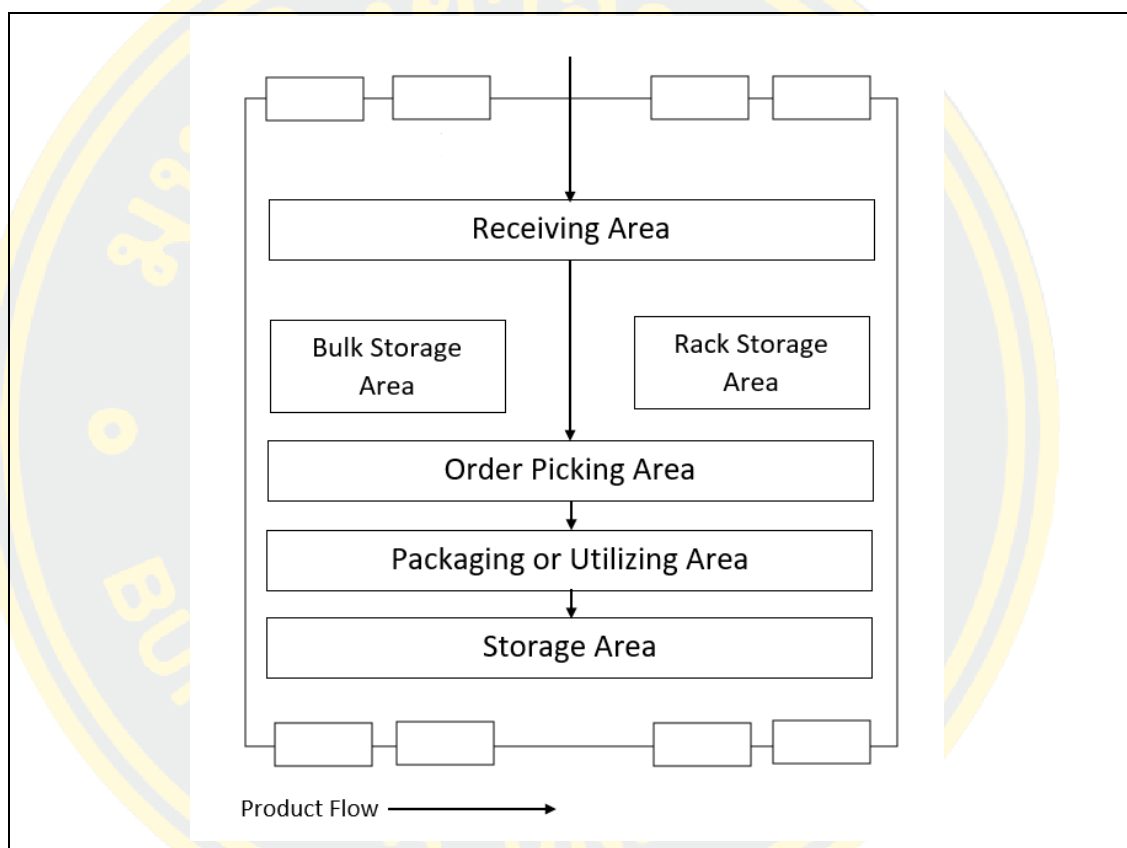 Receiving Area
Bulk Storage
Area
Rack Storage
Area
Order Picking Area
Packaging or Utilizing Area
Storage Area
Product Flow